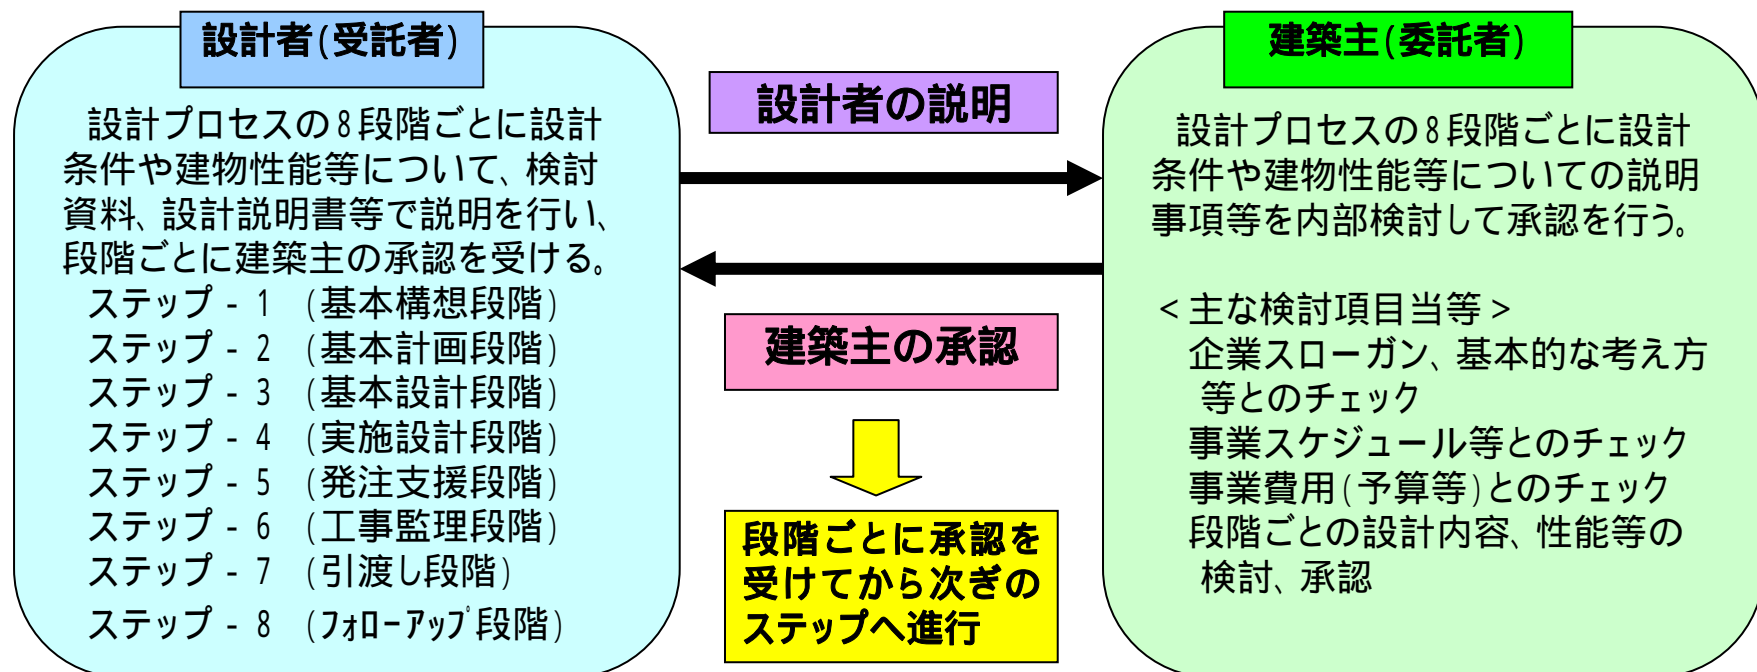 設計者(受託者)
設計プロセスの8段階ごとに設計
条件や建物性能等について、検討
資料、設計説明書等で説明を行い、
段階ごとに建築主の承認を受ける。
ステップ - 1 (基本構想段階)
ステップ - 2 (基本計画段階)
ステップ - 3 (基本設計段階)
ステップ - 4 (実施設計段階)
ステップ - 5 (発注支援段階)
ステップ - 6 (工事監理段階)
ステップ - 7 (引渡し段階)
ステップ - 8 (フォローアップ段階)
設計者の説明
建築主の承認
段階ごとに承認を
受けてから次ぎの
ステップへ進行
建築主(委託者)
設計プロセスの8段階ごとに設計
条件や建物性能等についての説明
事項等を内部検討して承認を行う。
<主な検討項目当等>
企業スローガン、基本的な考え方
等とのチェック
事業スケジュール等とのチェック
事業費用(予算等)とのチェック
段階ごとの設計内容、性能等の
検討、承認